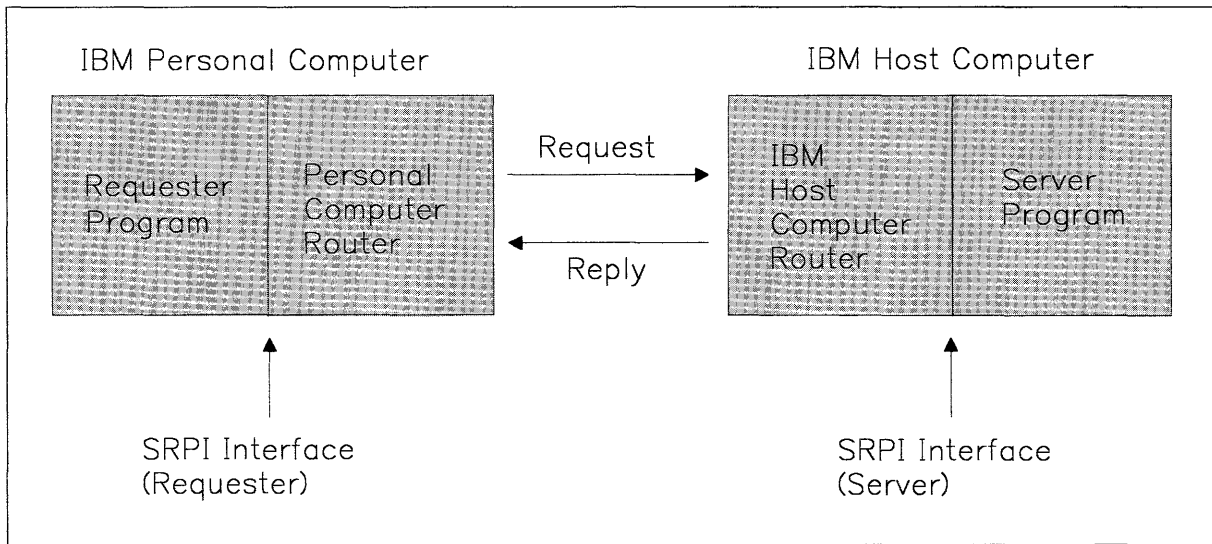 IBM Personal Computer
IBM Host Computer
Requester
Program
Personal
Computer
Router
Request
Reply
IBM
Host
Computer
Router
Server
Program
SRPI Interface
(Requester)
SRPI Interface
(Server)